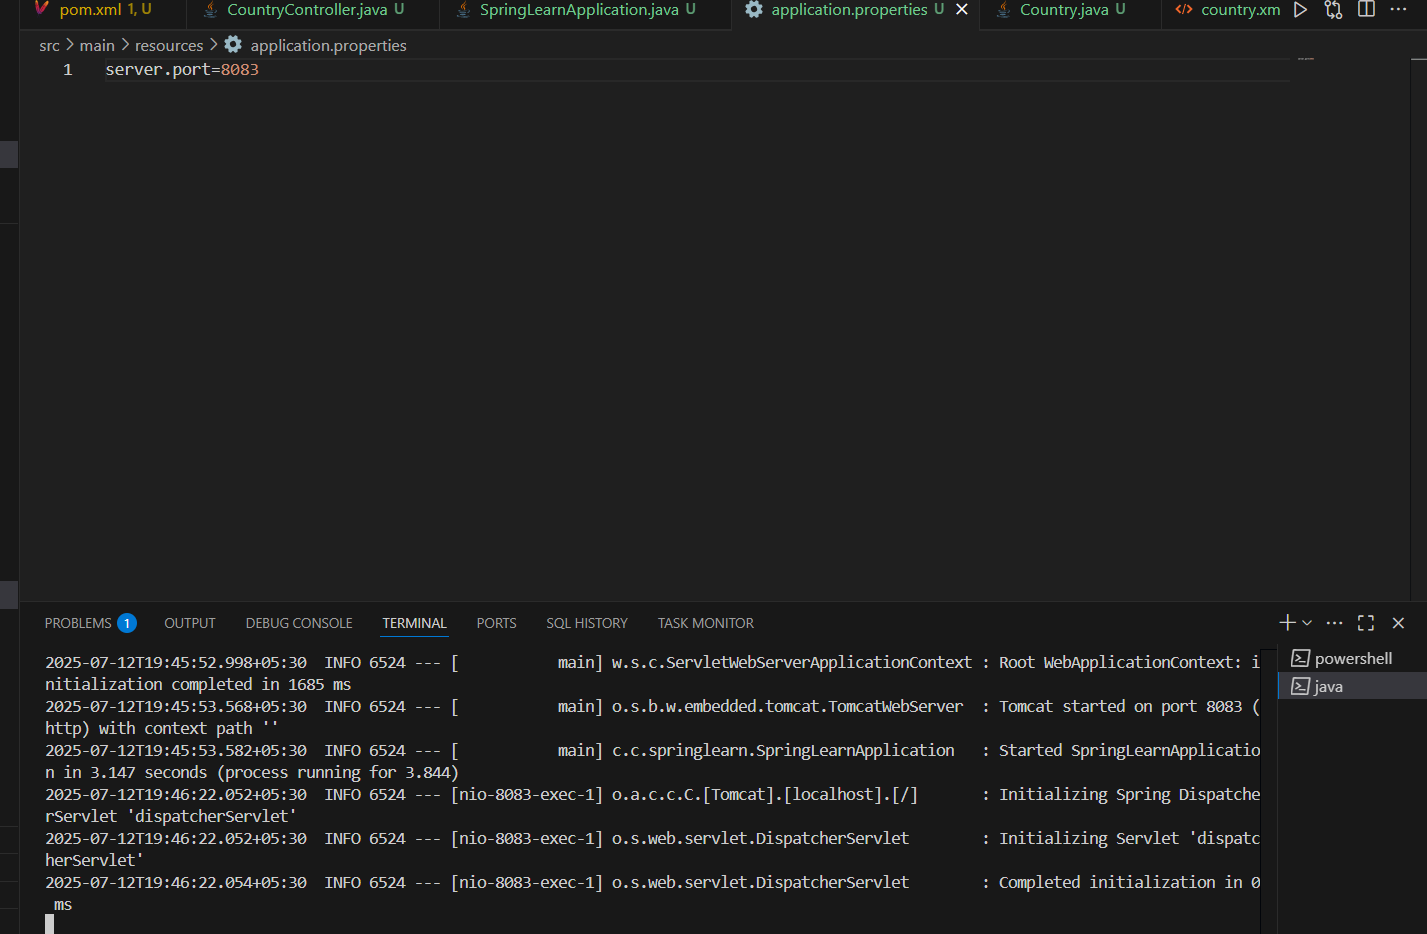 pom.xml 1, U
CountryController.java U
SpringLearnApplication.java U
application.properties U
Country.java U
country.xm
src > main > resources > application.properties
1 server.port=8083
PROBLEMS 1 OUTPUT DEBUG CONSOLE TERMINAL PORTS SQL HISTORY TASK MONITOR
2025-07-12T19:45:52.998+05:30  INFO 6524 --- [           main] w.s.c.ServletWebServerApplicationContext : Root WebApplicationContext: i
nitialization completed in 1685 ms
2025-07-12T19:45:53.568+05:30  INFO 6524 --- [           main] o.s.b.w.embedded.tomcat.TomcatWebServer  : Tomcat started on port 8083 (
http) with context path ''
2025-07-12T19:45:53.582+05:30  INFO 6524 --- [           main] c.c.springlearn.SpringLearnApplication   : Started SpringLearnApplicatio
n in 3.147 seconds (process running for 3.844)
2025-07-12T19:46:22.052+05:30  INFO 6524 --- [nio-8083-exec-1] o.a.c.c.C.[Tomcat].[localhost].[/]       : Initializing Spring Dispatche
rServlet 'dispatcherServlet'
2025-07-12T19:46:22.052+05:30  INFO 6524 --- [nio-8083-exec-1] o.s.web.servlet.DispatcherServlet        : Initializing Servlet 'dispatc
herServlet'
2025-07-12T19:46:22.054+05:30  INFO 6524 --- [nio-8083-exec-1] o.s.web.servlet.DispatcherServlet        : Completed initialization in 0
 ms
powershell
java